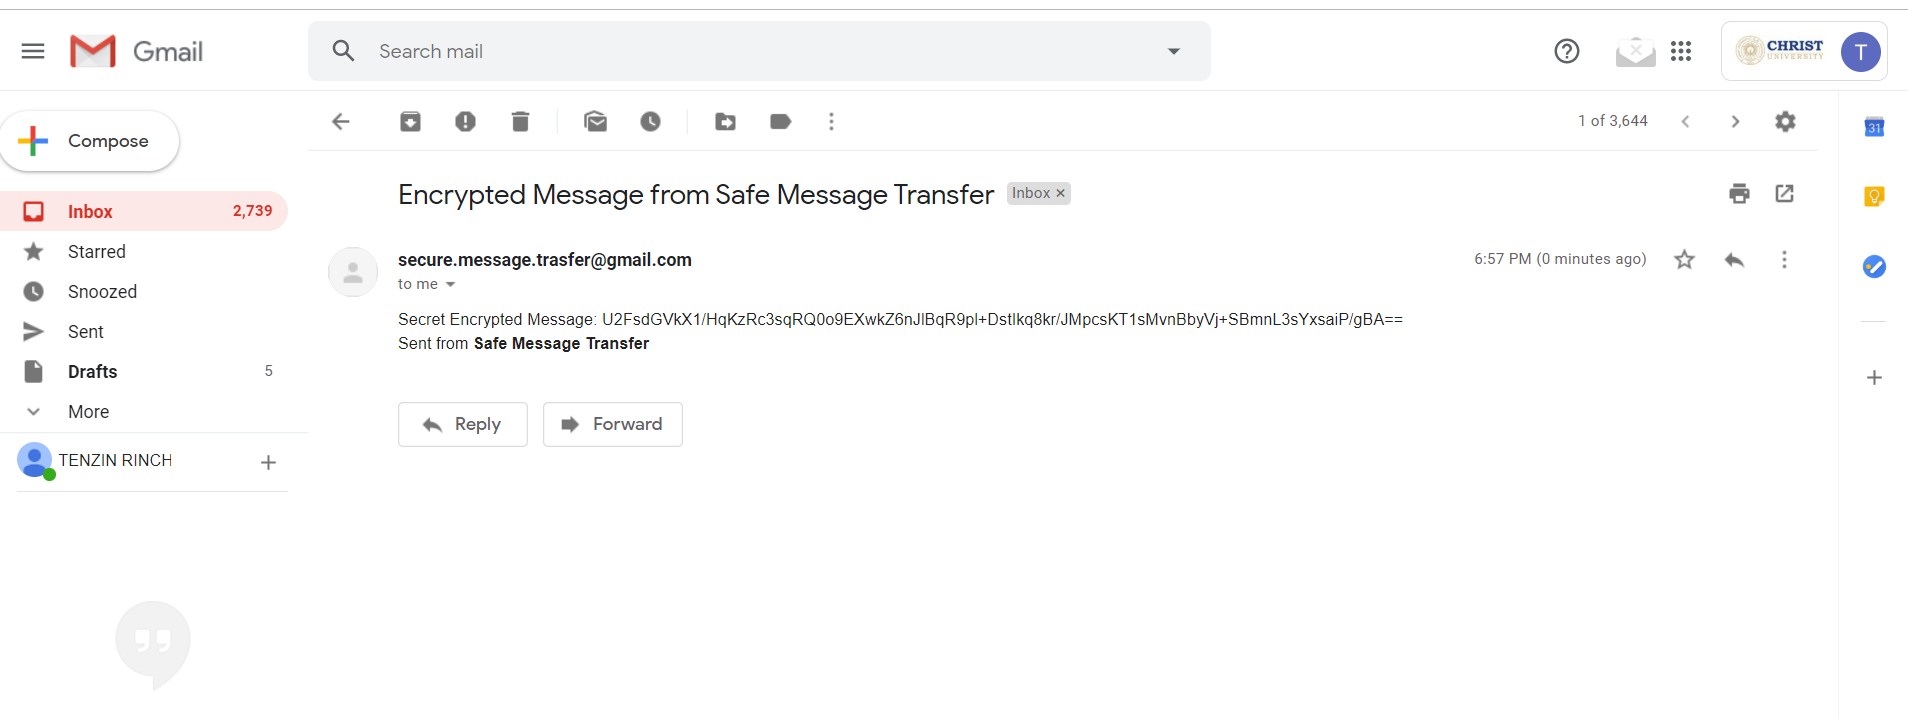 Gmail
Search mail
CHRIST
UNIVERSITY
T
Compose
1 of 3,644
31
Encrypted Message from Safe Message Transfer
Inbox ×
Inbox 2,739
Starred
Snoozed
Sent
Drafts 5
More
TENZIN RINCH
secure.message.trasfer@gmail.com
6:57 PM (0 minutes ago)
to me
Secret Encrypted Message: U2FsdGVkX1/HqKzRc3sqRQ0o9EXwkZ6nJlBqR9pl+Dstlkq8kr/JMpcsKT1sMvnBbyVj+SBmnL3sYxsaiP/gBA==
Sent from Safe Message Transfer
Reply
Forward